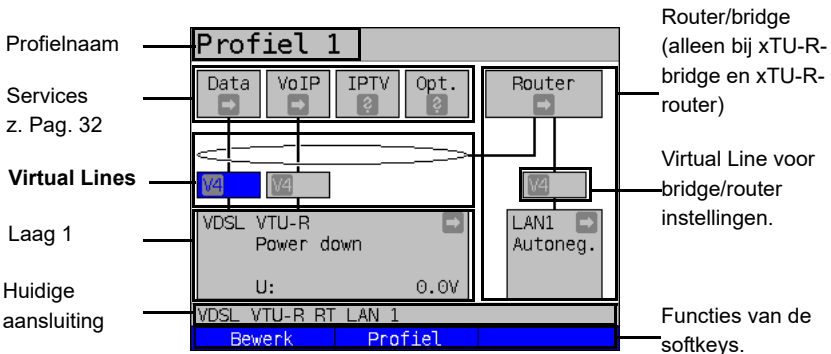 Profielnaam
Services
z. Pag. 32
Virtual Lines
Laag 1
Huidige
aansluiting
Profiel 1
Data VoIP IPTV Opt. Router
? ?
V4 V4 V4
VDSL VTU-R
Power down
U: 0.0V
LAN1
Autoneg.
VDSL VTU-R RT LAN 1
Bewerk Profiel
Router/bridge
(alleen bij xTU-R-
bridge en xTU-R-
router)
Virtual Line voor
bridge/router
instellingen.
Functies van de
softkeys.